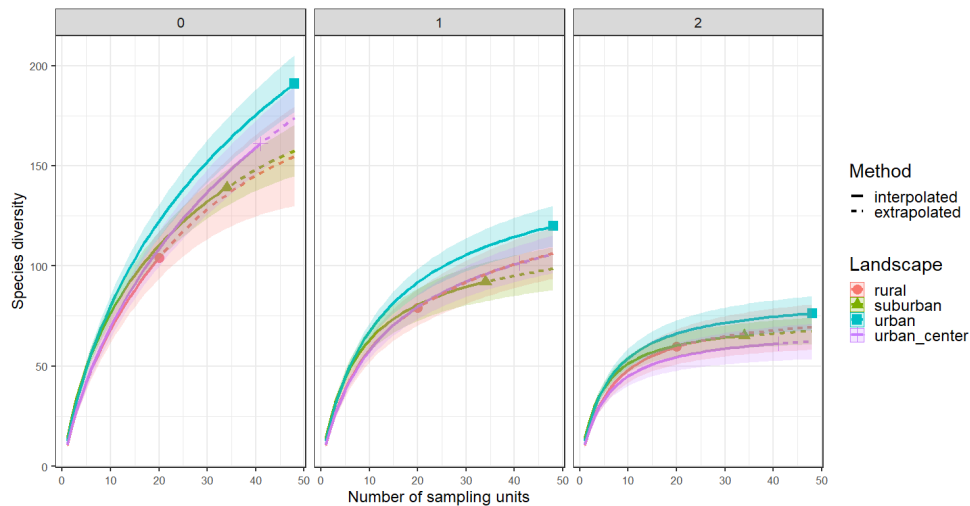 0 1 2
200
150
100
50
0
Species diversity
0 10 20 30 40 50 0 10 20 30 40 50 0 10 20 30 40 50
Number of sampling units
Method
interpolated
extrapolated
Landscape
rural
suburban
urban
urban_center